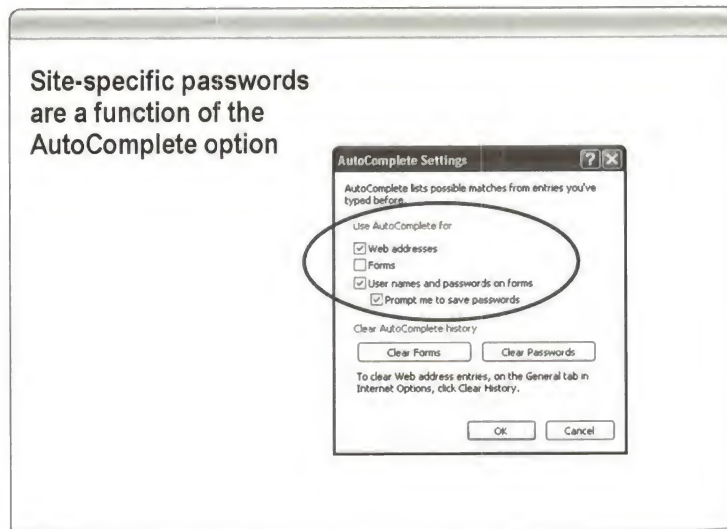 Site-specific passwords
are a function of the
AutoComplete option
AutoComplete Settings
AutoComplete lists possible matches from entries you've
typed before.
Use AutoComplete for
Web addresses
Forms
User names and passwords on forms
Prompt me to save passwords
Clear AutoComplete history
Clear Forms
Clear Passwords
To clear Web address entries, on the General tab in
Internet Options, click Clear History.
OK
Cancel